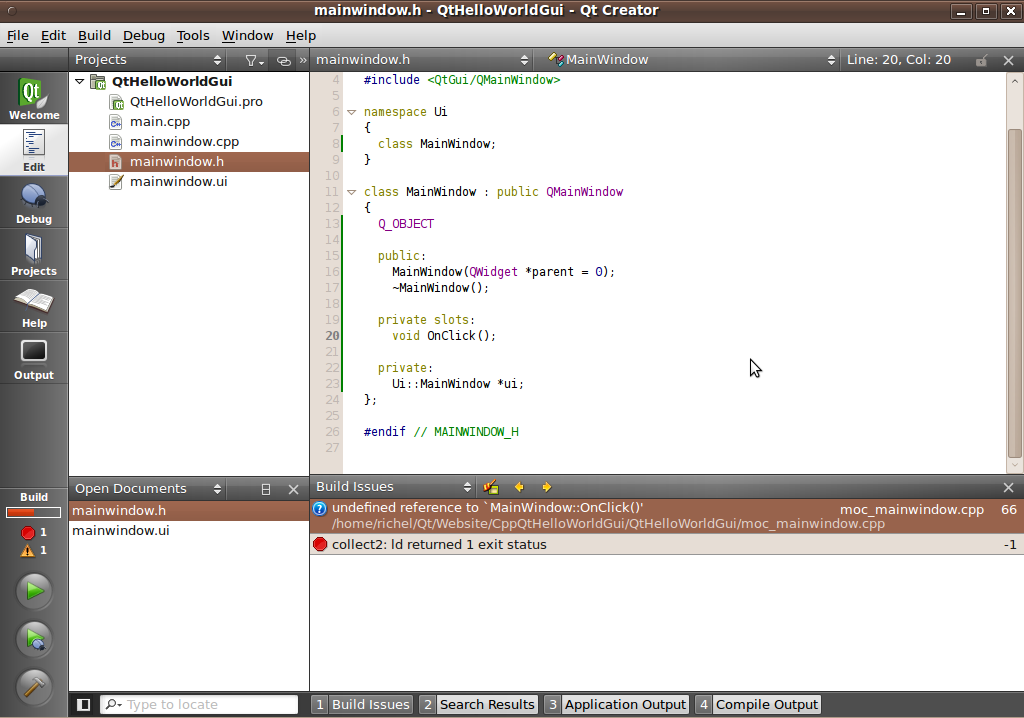 mainwindow.h - QtHelloWorldGui - Qt Creator
File Edit Build Debug Tools Window Help
Projects » mainwindow.h MainWindow Line: 20, Col: 20
Qt
Welcome
Edit
Debug
Projects
Help
Output
QtHelloWorldGui
QtHelloWorldGui.pro
main.cpp
mainwindow.cpp
mainwindow.h
mainwindow.ui
4 #include <QtGui/QMainWindow>
5
6 namespace Ui
7 {
8 class MainWindow;
9 }
10
11 class MainWindow : public QMainWindow
12 {
13 Q_OBJECT
14
15 public:
16 MainWindow(QWidget *parent = 0);
17 ~MainWindow();
18
19 private slots:
20 void OnClick();
21
22 private:
23 Ui::MainWindow *ui;
24 };
25
26 #endif // MAINWINDOW_H
27
Open Documents
mainwindow.h
mainwindow.ui
Build
1
1
Build Issues
undefined reference to `MainWindow::OnClick()' moc_mainwindow.cpp 66
/home/richel/Qt/Website/CppQtHelloWorldGui/QtHelloWorldGui/moc_mainwindow.cpp
collect2: ld returned 1 exit status -1
Type to locate 1 Build Issues 2 Search Results 3 Application Output 4 Compile Output